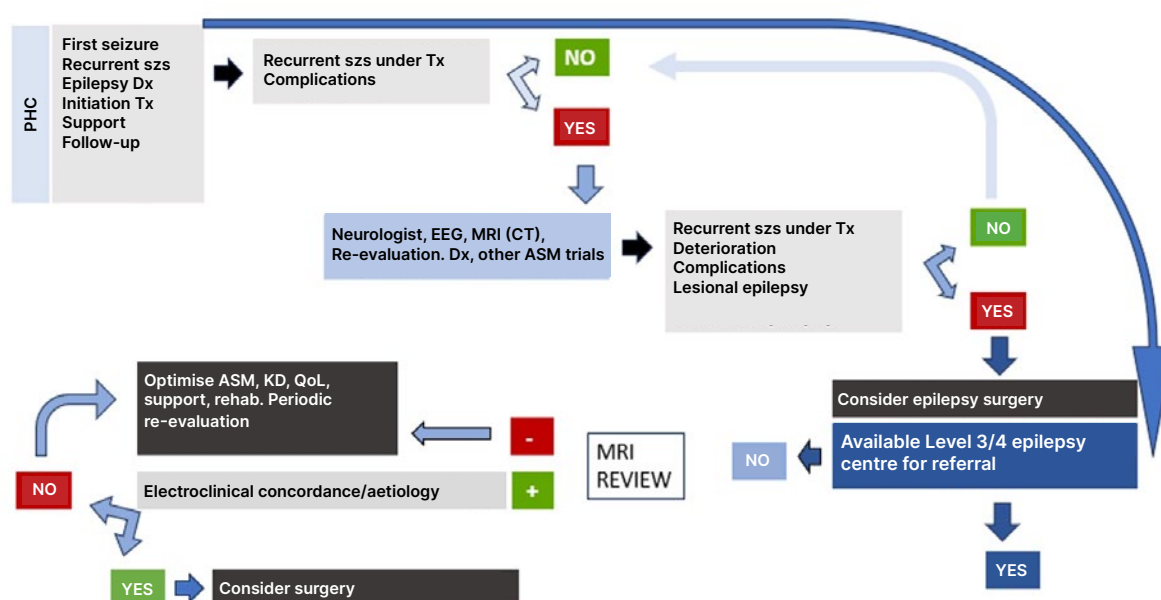 PHC
First seizure
Recurrent szs
Epilepsy Dx
Initiation Tx
Support
Follow-up
Recurrent szs under Tx
Complications
NO
YES
Neurologist, EEG, MRI (CT),
Re-evaluation. Dx, other ASM trials
Recurrent szs under Tx
Deterioration
Complications
Lesional epilepsy
NO
YES
Consider epilepsy surgery
Available Level 3/4 epilepsy
centre for referral
NO
YES
MRI
REVIEW
-
+
Optimise ASM, KD, QoL,
support, rehab. Periodic
re-evaluation
Electroclinical concordance/aetiology
NO
YES
Consider surgery